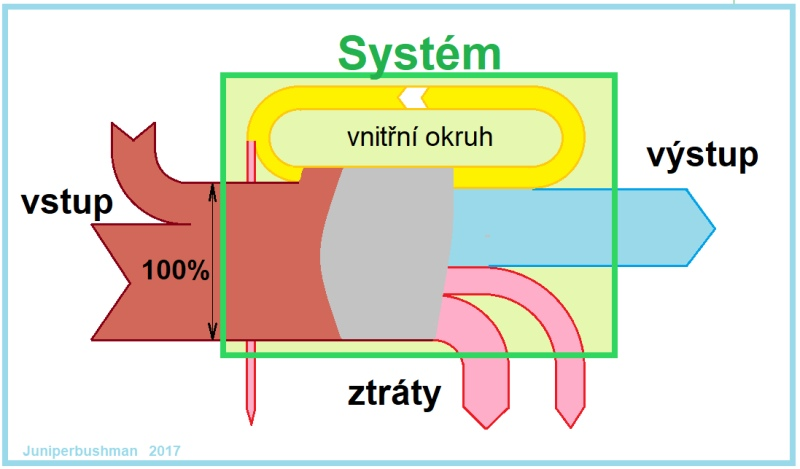 Systém
vnitřní okruh
výstup
vstup
100%
ztráty
Juniperbushman 2017